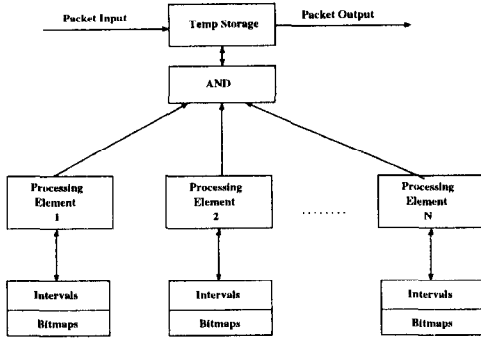 Packet Input
Temp Storage
Packet Output
AND
Processing
Element
1
Processing
Element
2
........
Processing
Element
N
Intervals
Bitmaps
Intervals
Bitmaps
Intervals
Bitmaps